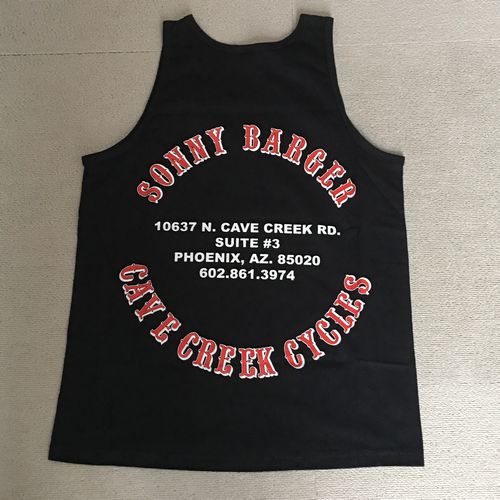 SONNY BARGER
10637 N. CAVE CREEK RD.
SUITE #3
PHOENIX, AZ. 85020
602.861.3974
CAVE CREEK CYCLES